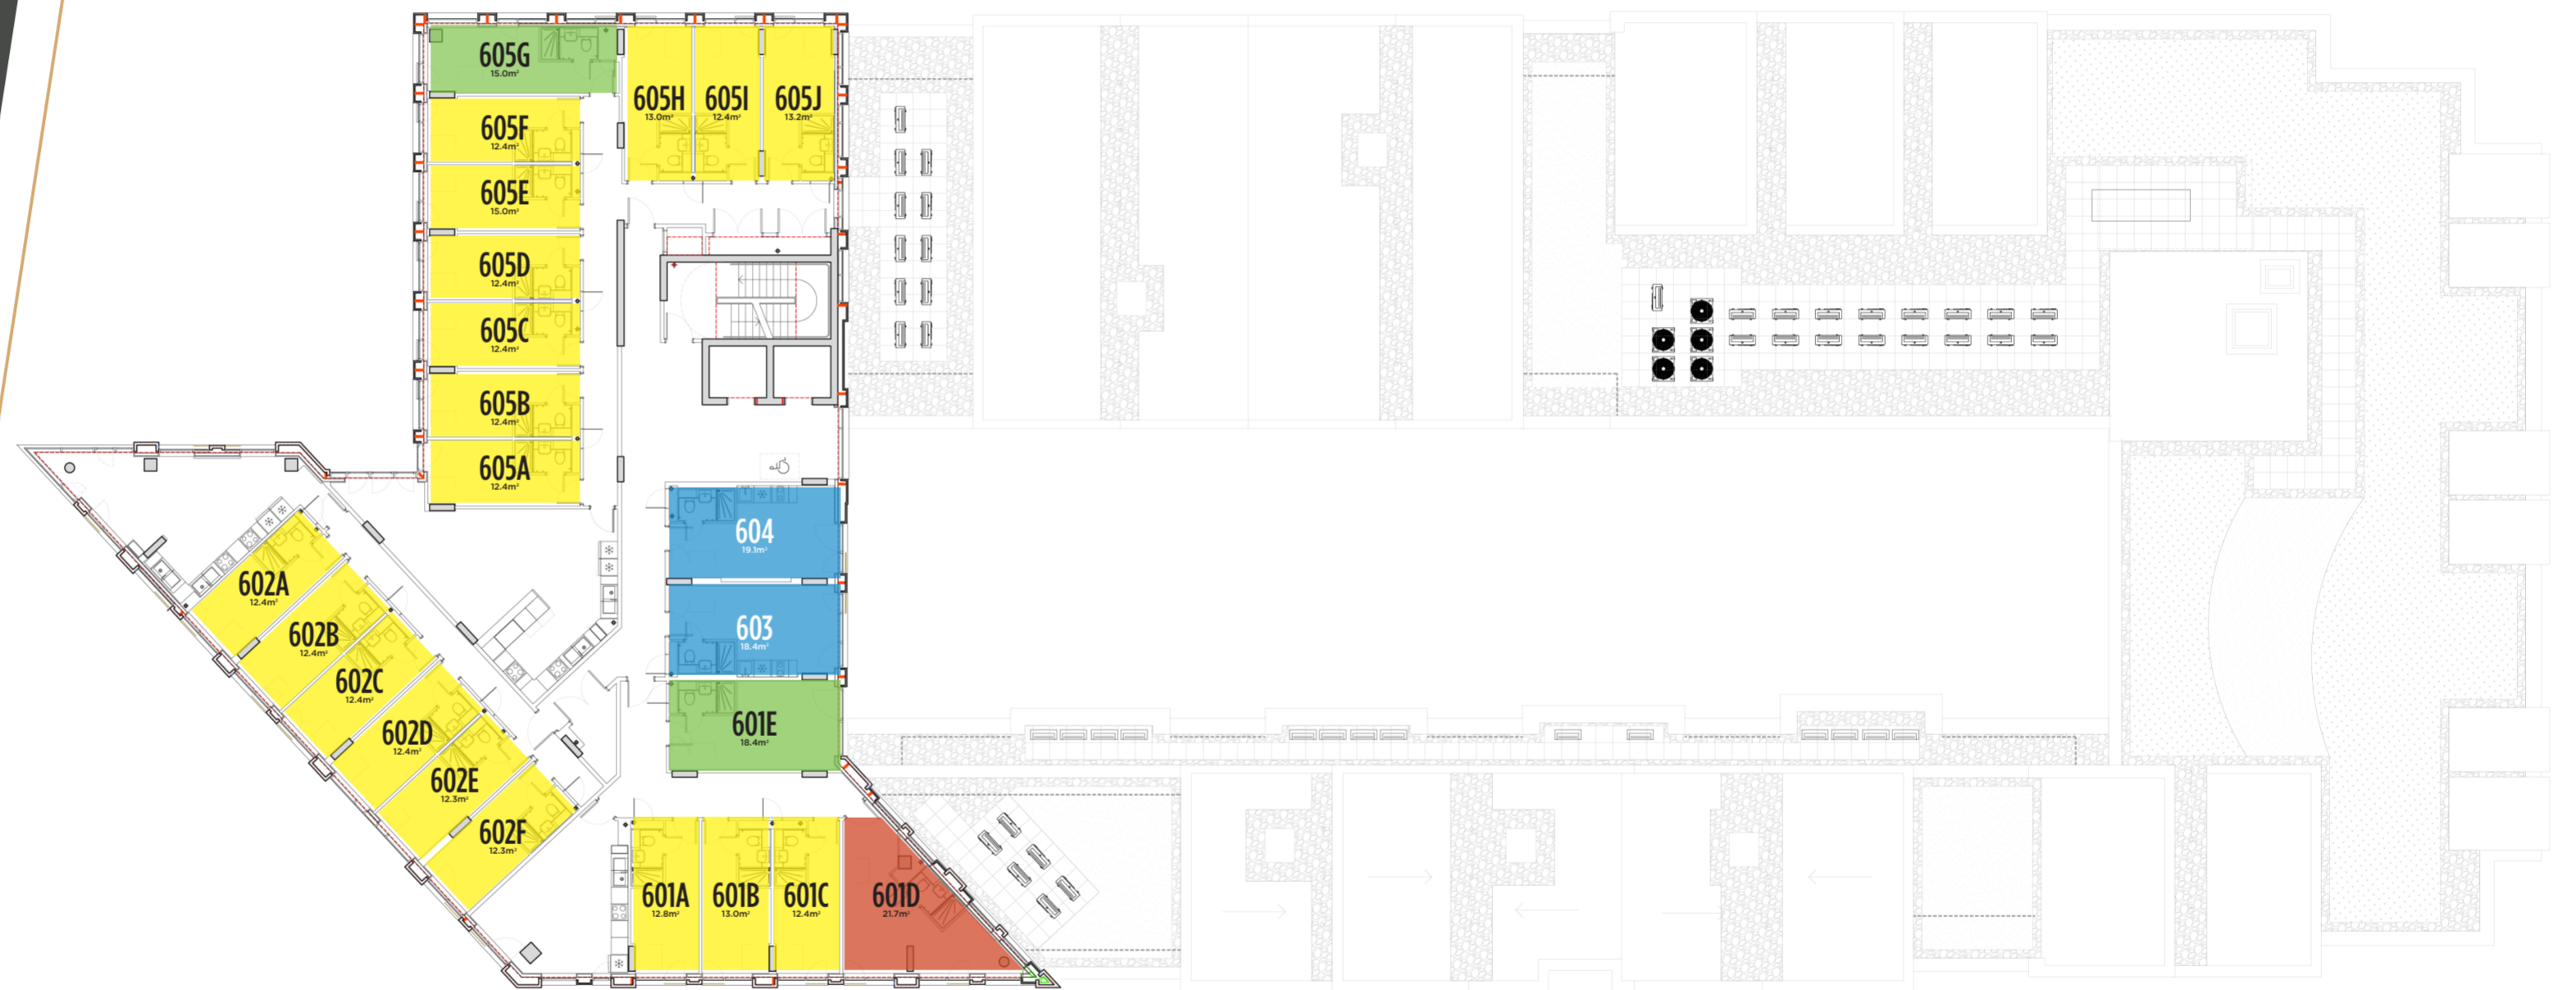 605G
15.0m²
605H
13.0m²
605I
12.4m²
605J
13.2m²
605F
12.4m²
605E
15.0m²
605D
12.4m²
605C
12.4m²
605B
12.4m²
605A
12.4m²
604
19.1m²
603
18.4m²
601E
18.4m²
602A
12.4m²
602B
12.4m²
602C
12.4m²
602D
12.4m²
602E
12.3m²
602F
12.3m²
601A
12.8m²
601B
13.0m²
601C
12.4m²
601D
21.7m²